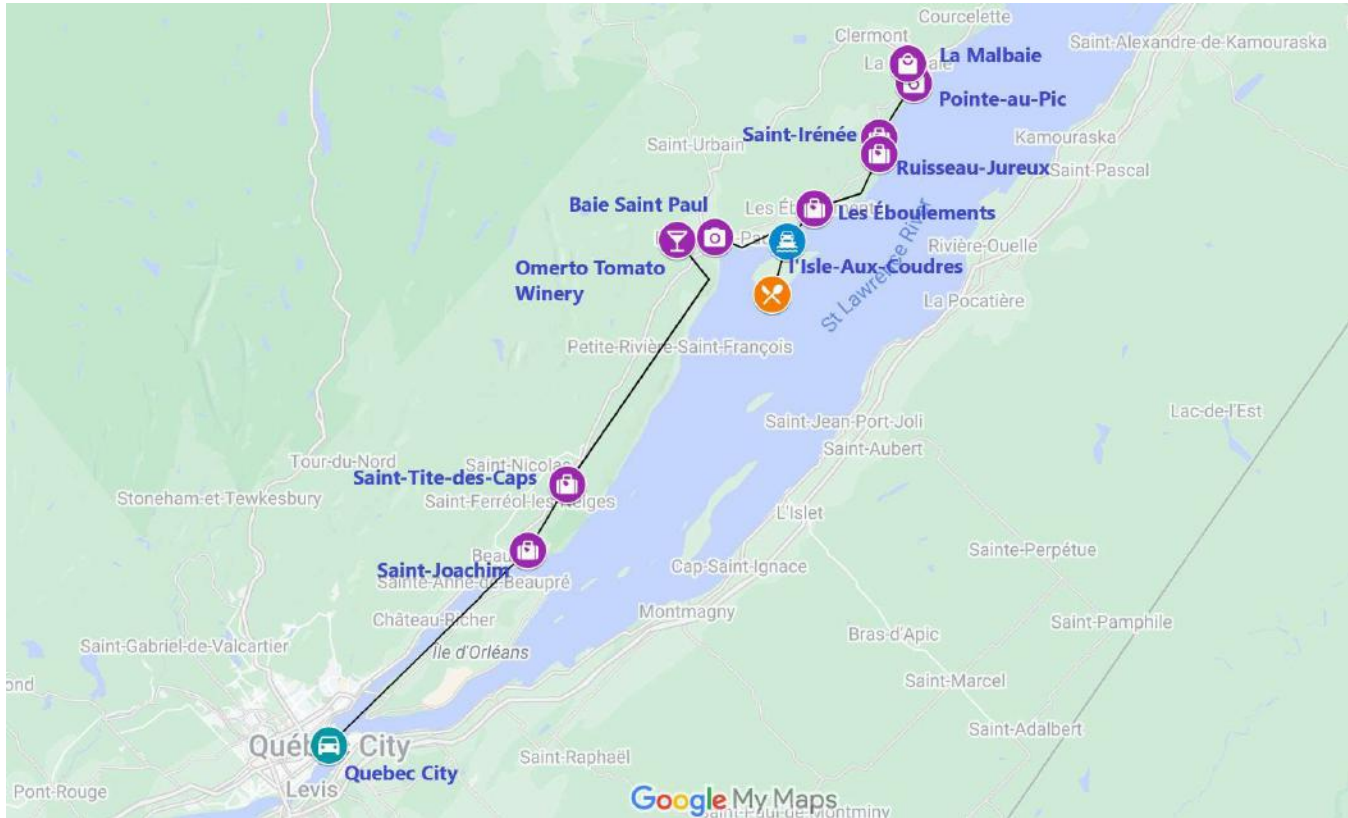 Courcelette
Clermont
Saint-Alexandre-de-Kamouraska
La Malbaie
Pointe-au-Pic
Saint-Irénée
Kamouraska
Saint-Urbain
Saint-Pascal
Ruisseau-Jureux
Baie Saint Paul
Les Éboulements
Rivière-Ouelle
Omerto Tomato
Winery
l'Isle-Aux-Coudres
St Lawrence River
La Pocatière
Petite-Rivière-Saint-François
Saint-Jean-Port-Joli
Lac-de-l'Est
Saint-Aubert
Tour-du-Nord
Saint-Nicolas
Saint-Tite-des-Caps
Stoneham-et-Tewkesbury
Saint-Ferréol-les-Neiges
L'Islet
Sainte-Perpétue
Saint-Joachim
Sainte-Anne-de-Beaupré
Cap-Saint-Ignace
Château-Richer
Montmagny
Saint-Pamphile
Saint-Gabriel-de-Valcartier
Île d'Orléans
Bras-d'Apic
Saint-Marcel
Saint-Adalbert
Québec City
Saint-Raphaël
Quebec City
Pont-Rouge
Levis
Google My Maps
Saint-Paul-de-Montminy